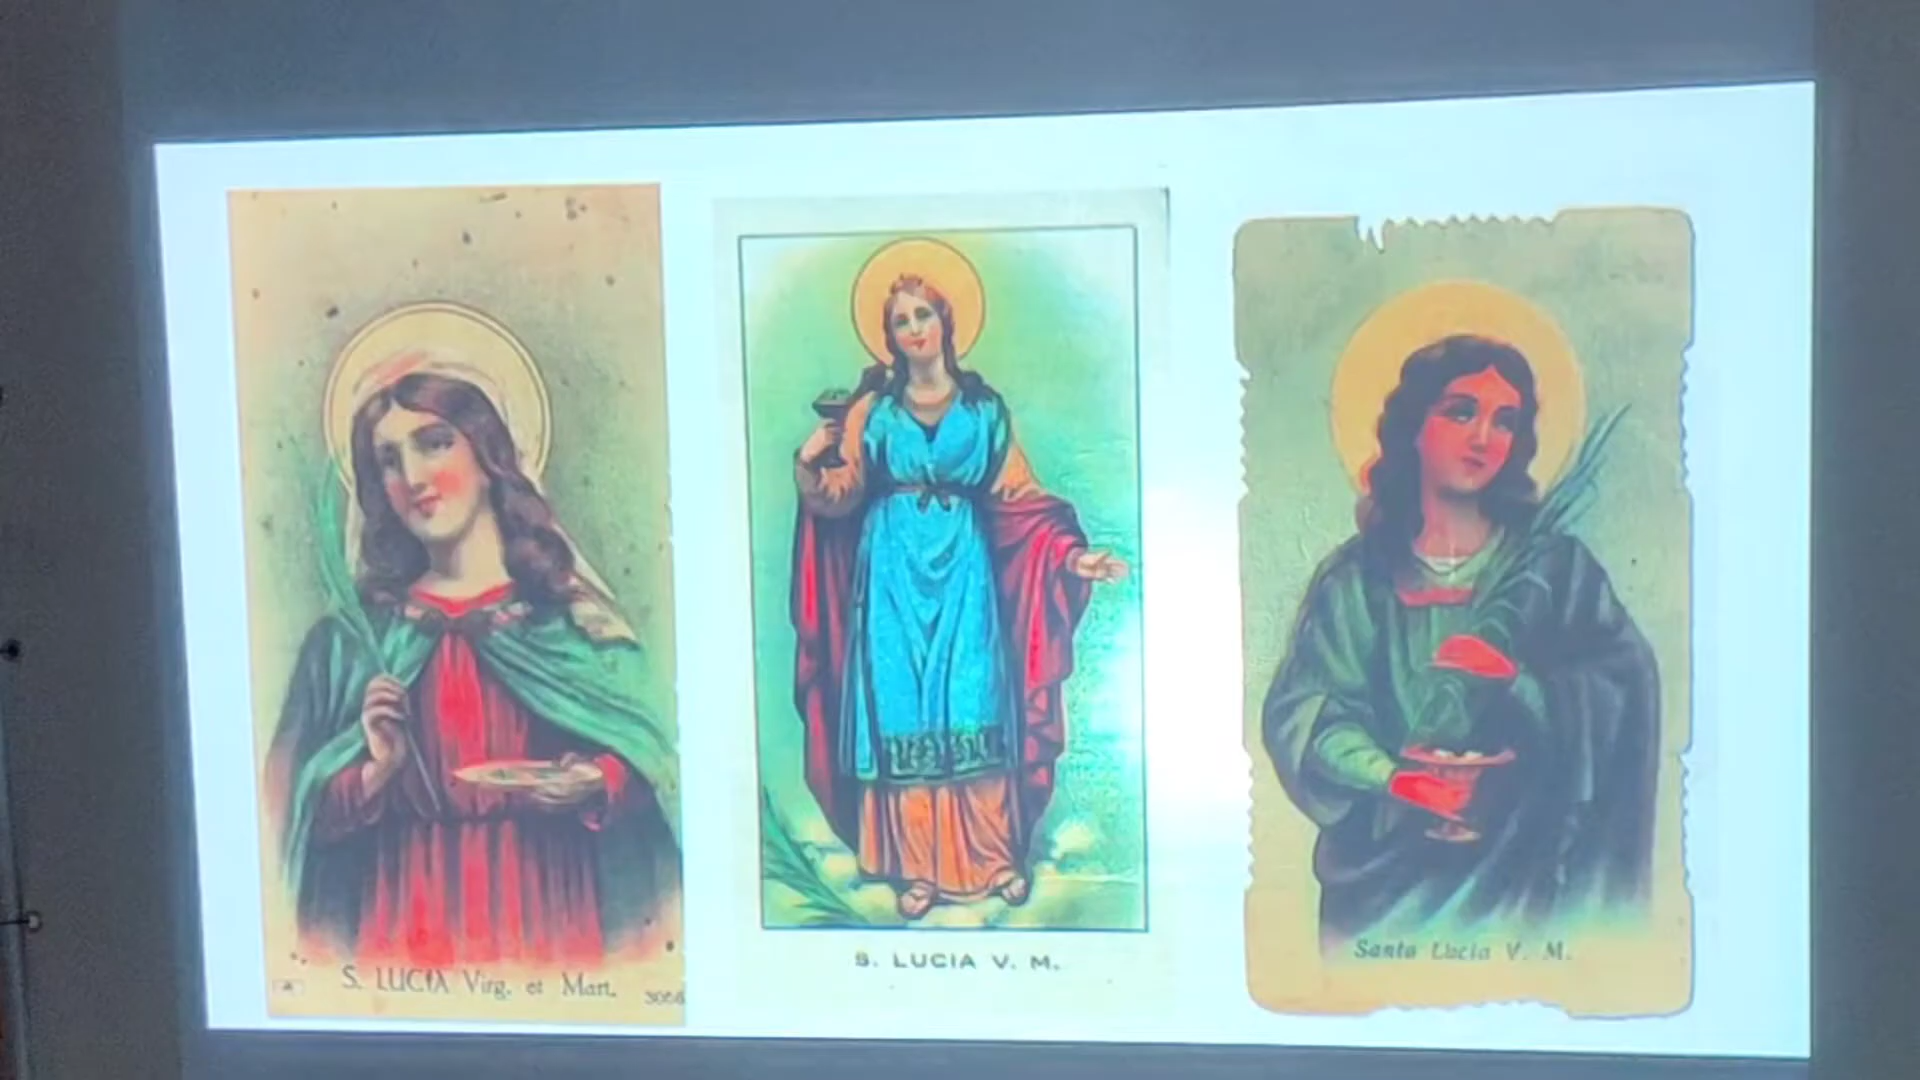 S. LUCIA Virg. et Mart.
S. LUCIA V. M.
Santa Lucia V. M.